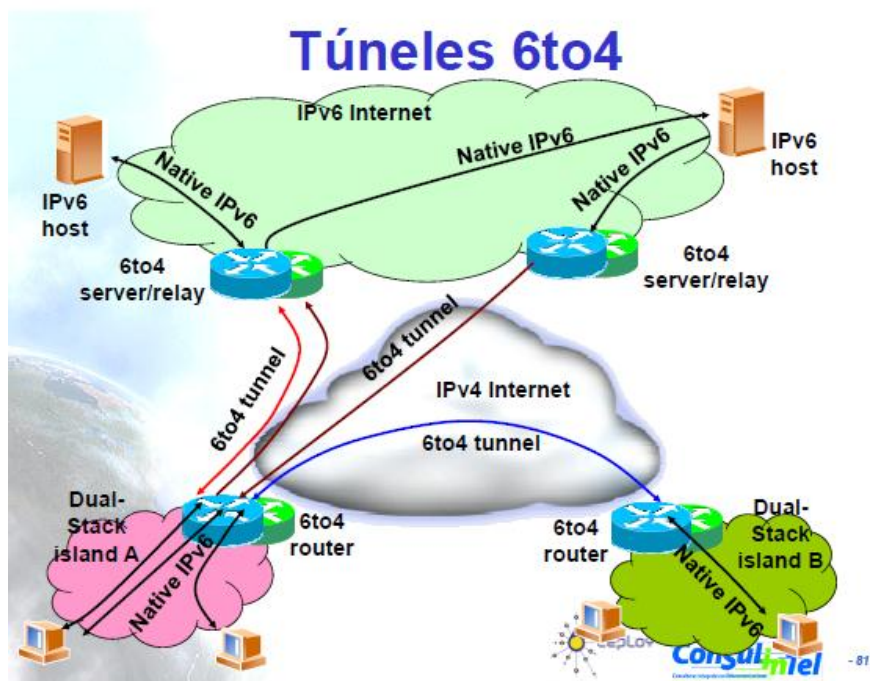 Túneles 6to4
IPv6 Internet
IPv6
host
Native IPv6
Native IPv6
Native IPv6
IPv6
host
6to4
server/relay
6to4
server/relay
6to4 tunnel
6to4 tunnel
IPv4 Internet
6to4 tunnel
Dual-
Stack
island A
6to4
router
Native IPv6
6to4
router
Dual-
Stack
island B
Native IPv6
Consulintel
- 81